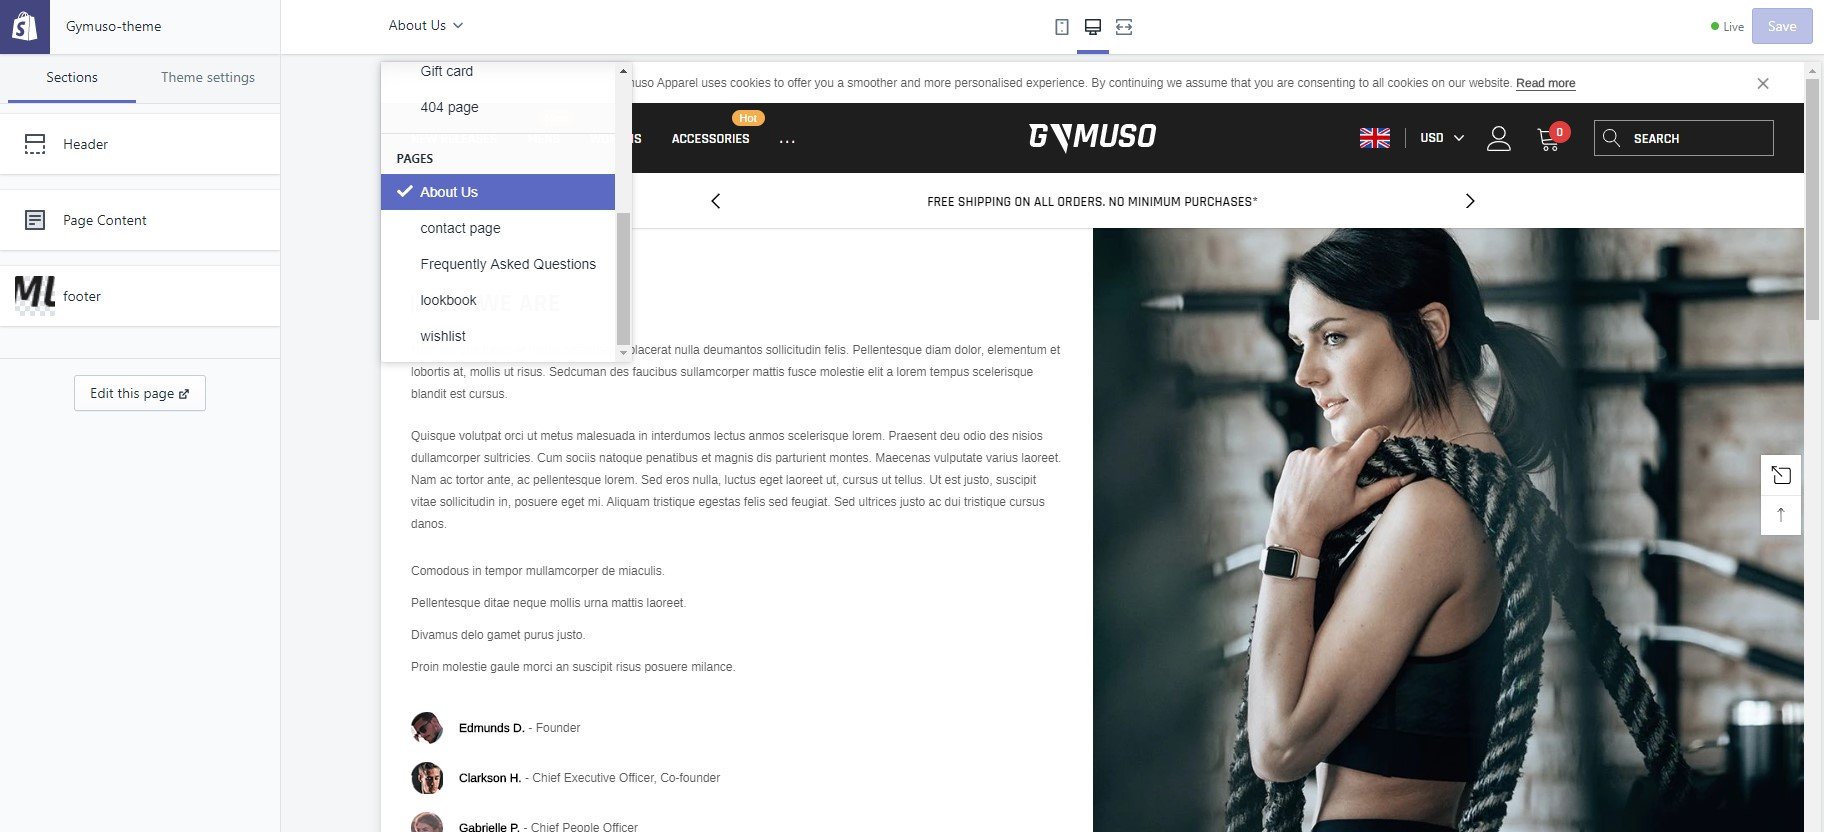 Gymuso-theme
About Us
Live
Save
Sections
Theme settings
Header
Page Content
footer
Edit this page
Gift card
404 page
PAGES
About Us
contact page
Frequently Asked Questions
lookbook
wishlist
Apparel uses cookies to offer you a smoother and more personalised experience. By continuing we assume that you are consenting to all cookies on our website. Read more
NEW RELEASES
Hot
ACCESSORIES
...
GYMUSO
USD
0
SEARCH
FREE SHIPPING ON ALL ORDERS. NO MINIMUM PURCHASES*
WE ARE
placerat nulla deumantos sollicitudin felis. Pellentesque diam dolor, elementum et
lobortis at, mollis ut risus. Sedcuman des faucibus sullamcorper mattis fusce molestie elit a lorem tempus scelerisque
blandit est cursus.
Quisque volutpat orci ut metus malesuada in interdumos lectus anmos scelerisque lorem. Praesent deu odio des nisios
dullamcorper sultricies. Cum sociis natoque penatibus et magnis dis parturient montes. Maecenas vulputate varius laoreet.
Nam ac tortor ante, ac pellentesque lorem. Sed eros nulla, luctus eget laoreet ut, cursus ut tellus. Ut est justo, suscipit
vitae sollicitudin in, posuere eget mi. Aliquam tristique egestas felis sed feugiat. Sed ultrices justo ac dui tristique cursus
danos.
Comodous in tempor mullamcorper de miaculis.
Pellentesque ditae neque mollis urna mattis laoreet.
Divamus delo gamet purus justo.
Proin molestie gaule morci an suscipit risus posuere milance.
Edmunds D. - Founder
Clarkson H. - Chief Executive Officer, Co-founder
Gabrielle P. - Chief People Officer